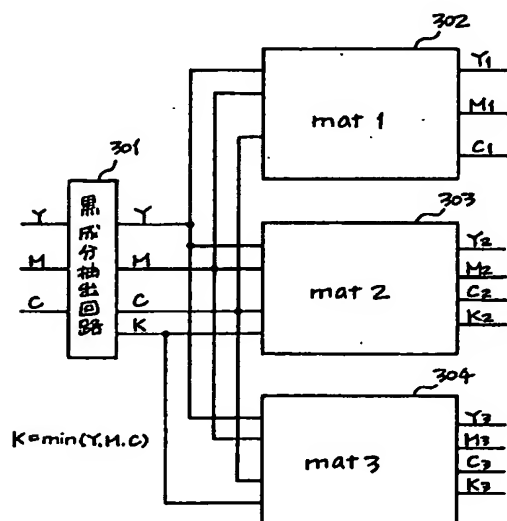 302
Y1
M1
C1
mat 1
301
黒成分抽出回路
Y
M
C
Y
M
C
K
303
Y2
M2
C2
K2
mat 2
304
Y3
M3
C3
K3
mat 3
K=min(Y.M.C)